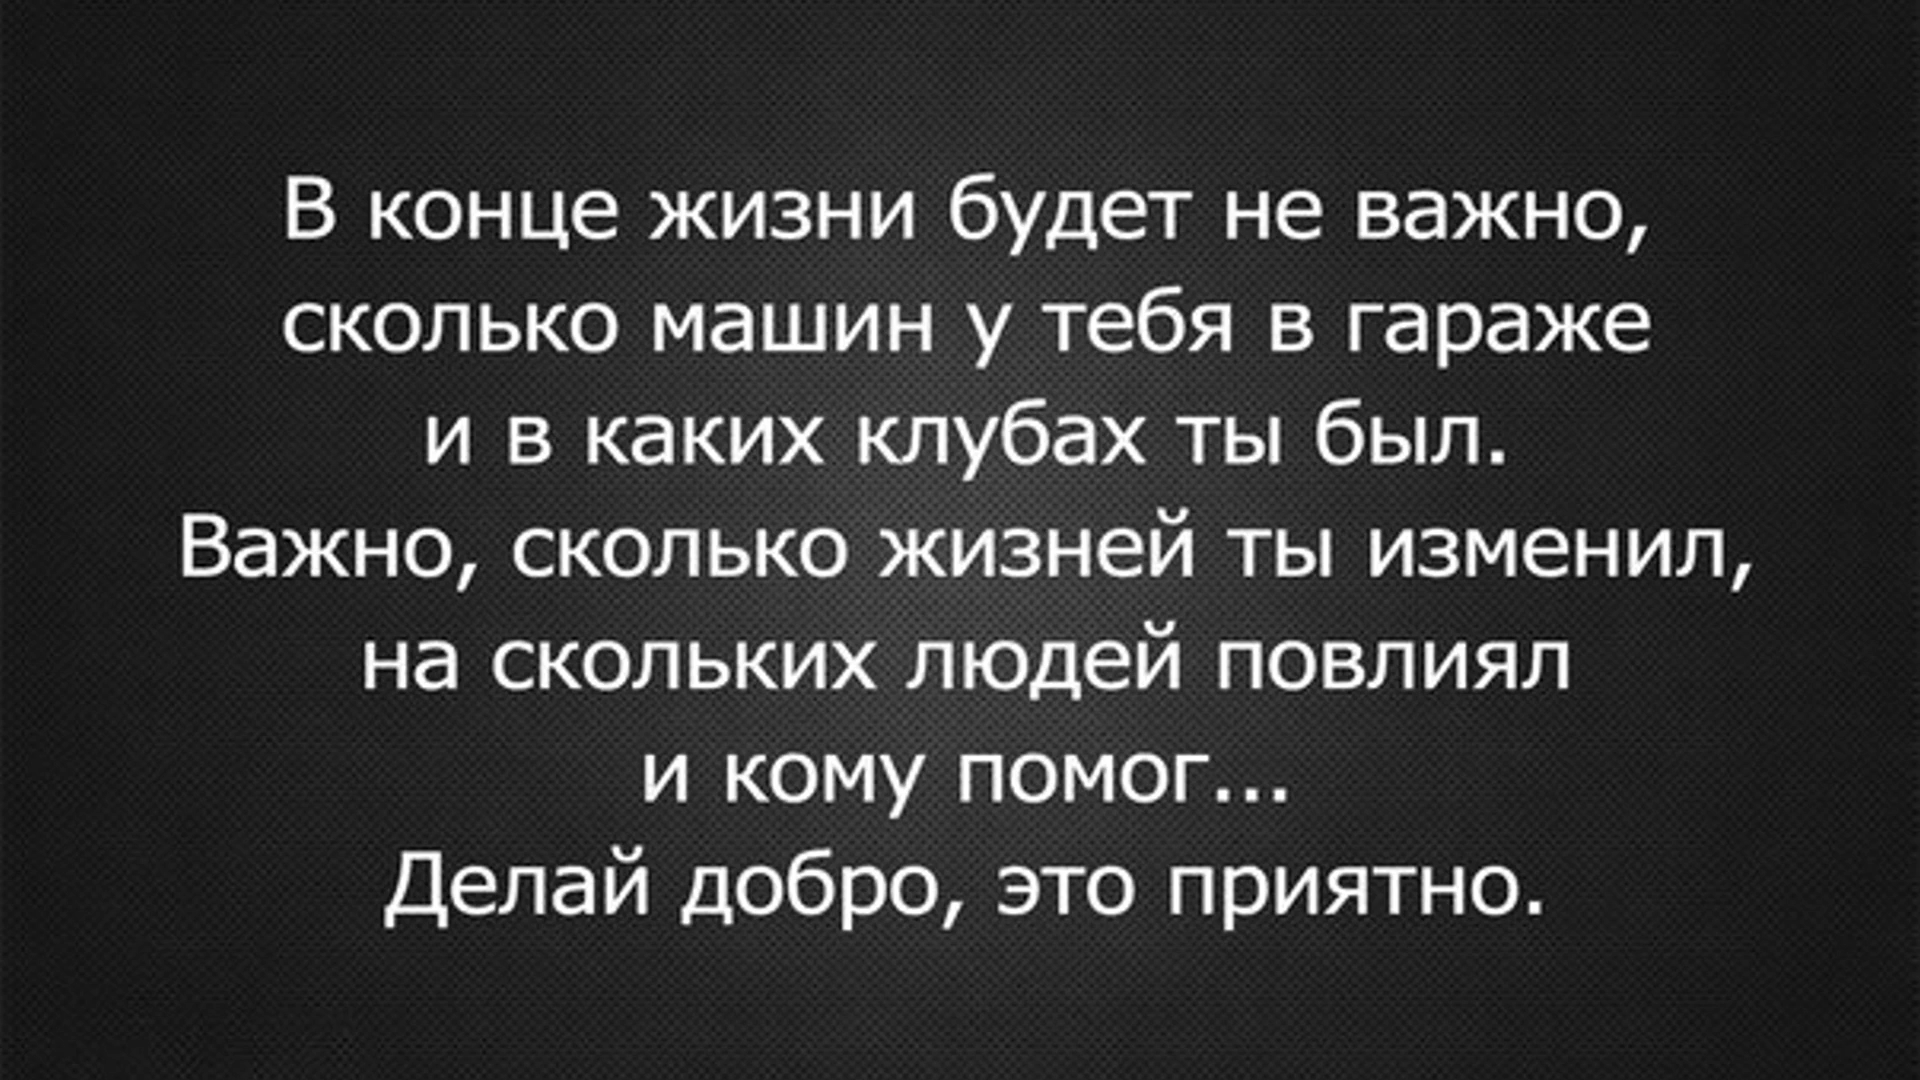 В конце жизни будет не важно,
сколько машин у тебя в гараже
и в каких клубах ты был.
Важно, сколько жизней ты изменил,
на скольких людей повлиял
и кому помог...
Делай добро, это приятно.